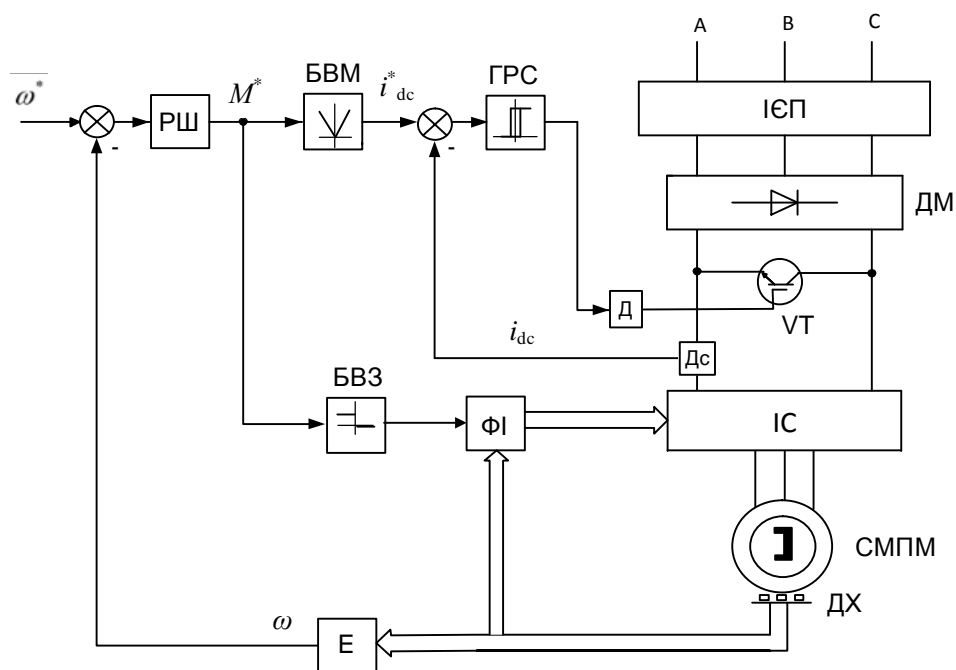 A B C
ω*
РШ
M*
БВМ
i*dc
ГРС
ІЄП
ДМ
-
-
Д
VT
idc
Дс
БВЗ
ФІ
ІС
СМПМ
ДХ
ω
Е